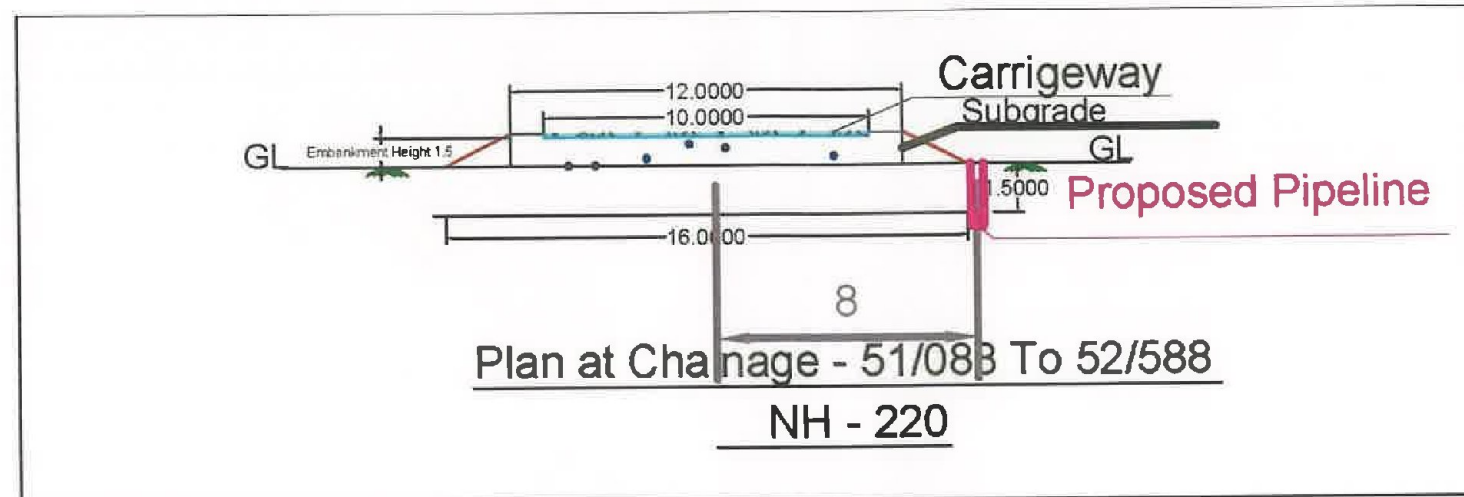 12.0000
10.0000
Carrigeway
Subgrade
GL
Embankment Height 1.5
GL
1.5000
Proposed Pipeline
16.0000
8
Plan at Chainage - 51/088 To 52/588
NH - 220